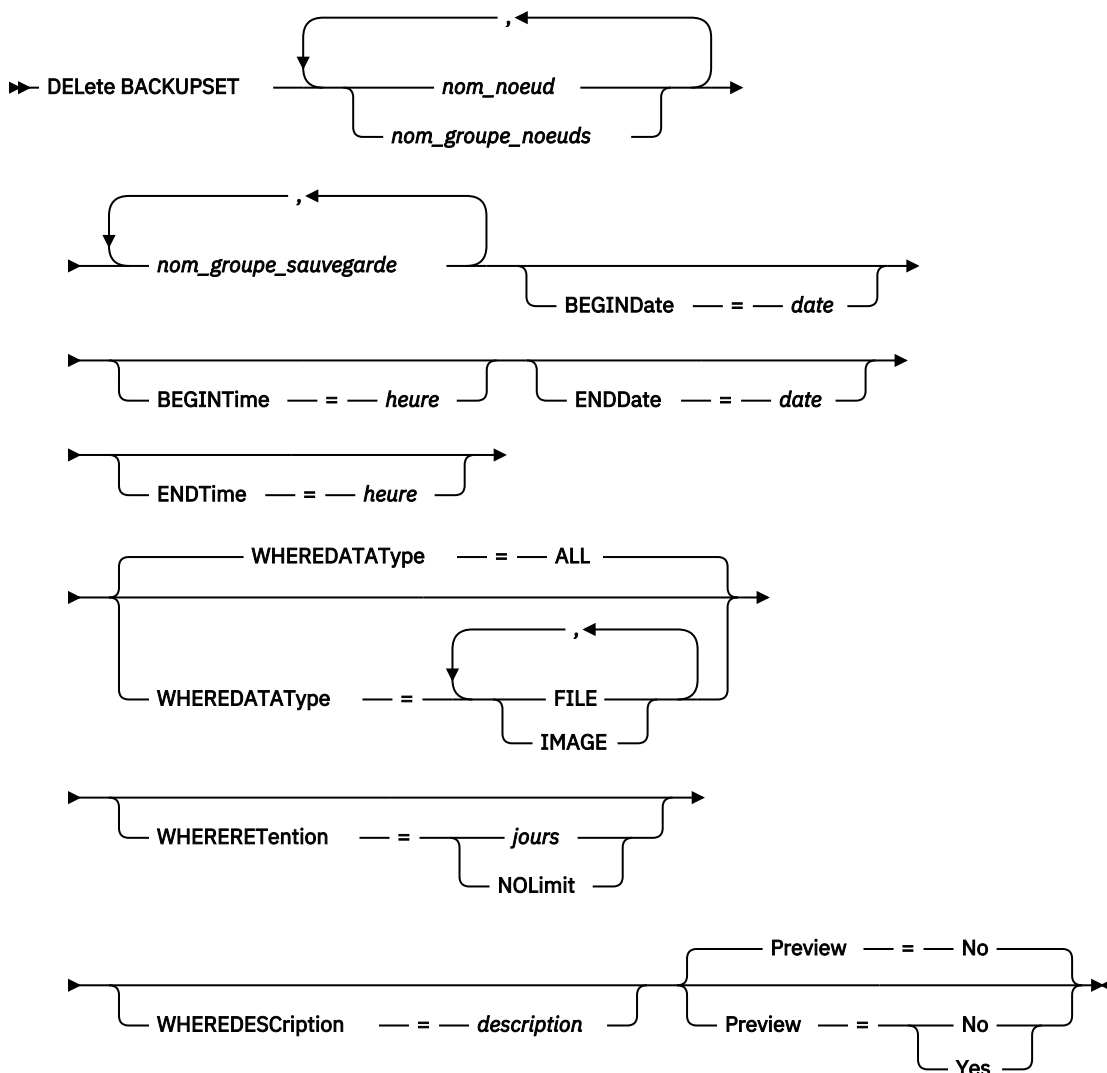 ,
DELete BACKUPSET nom_noeud
nom_groupe_noeuds
,
nom_groupe_sauvegarde
BEGINDate = date
BEGINTime = heure ENDDate = date
ENDTime = heure
WHEREDATAType = ALL
,
WHEREDATAType = FILE
IMAGE
WHERERETention = jours
NOLimit
Preview = No
WHEREDESCription = description Preview = No
Yes